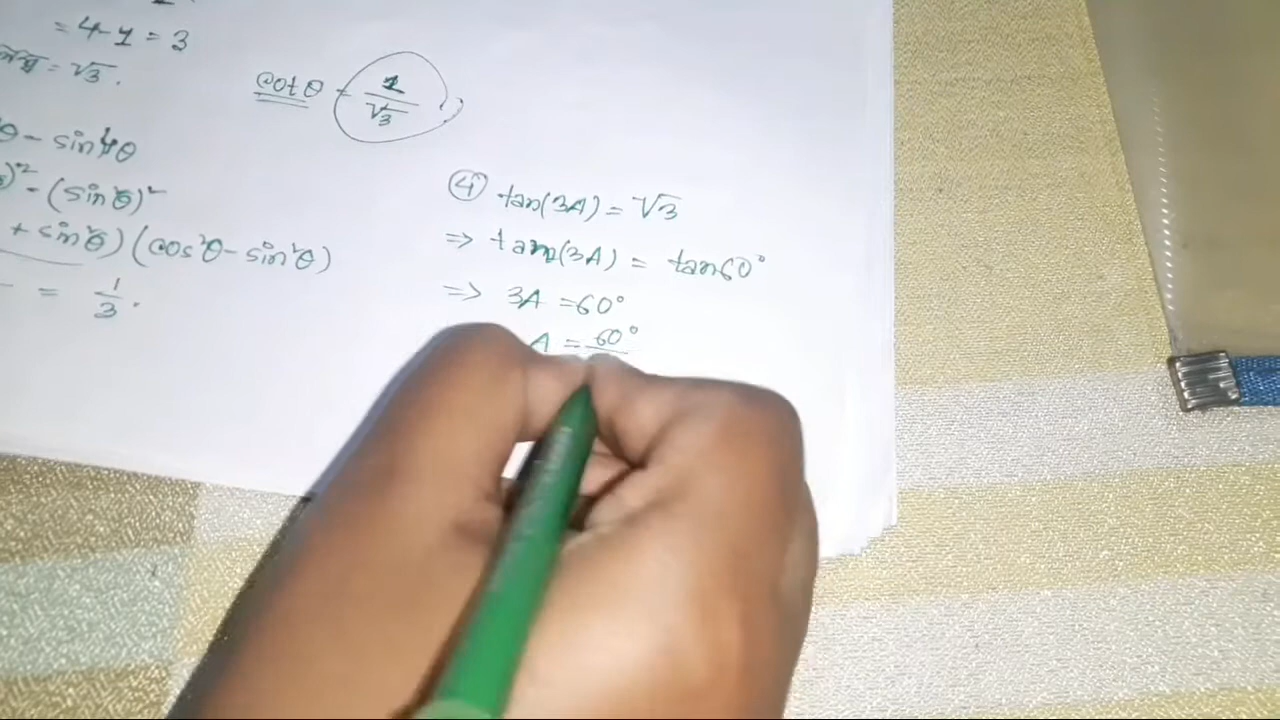 = 4 - 1 = 3
= √3.
cot θ = 1/√3
θ - sin⁴θ
)² - (sin²θ)²
+ sin²θ) (cos²θ - sin²θ)
= 1/3.
④ tan(3A) = √3
⇒ tan(3A) = tan60°
⇒ 3A = 60°
A = 60°